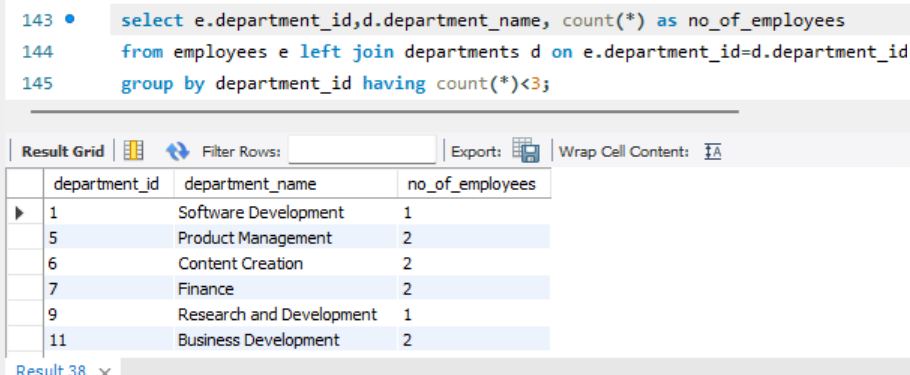 143 select e.department_id,d.department_name, count(*) as no_of_employees
144 from employees e left join departments d on e.department_id=d.department_id
145 group by department_id having count(*)<3;
Result Grid Filter Rows: Export: Wrap Cell Content: IA
department_id department_name no_of_employees
1 Software Development 1
5 Product Management 2
6 Content Creation 2
7 Finance 2
9 Research and Development 1
11 Business Development 2
Result 38 ×